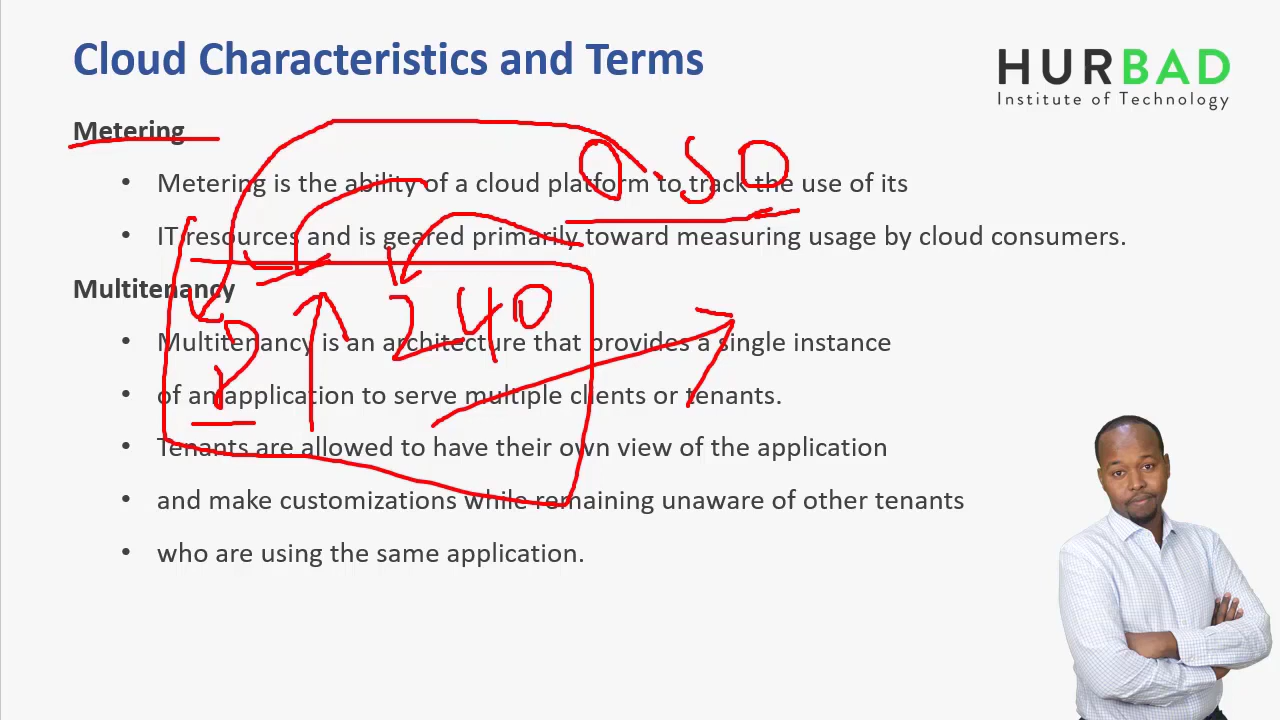 Cloud Characteristics and Terms
HURBAD
Institute of Technology
Metering
0.50
• Metering is the ability of a cloud platform to track the use of its
• IT resources and is geared primarily toward measuring usage by cloud consumers.
Multitenancy
240
• Multitenancy is an architecture that provides a single instance
• of an application to serve multiple clients or tenants.
• Tenants are allowed to have their own view of the application
• and make customizations while remaining unaware of other tenants
• who are using the same application.